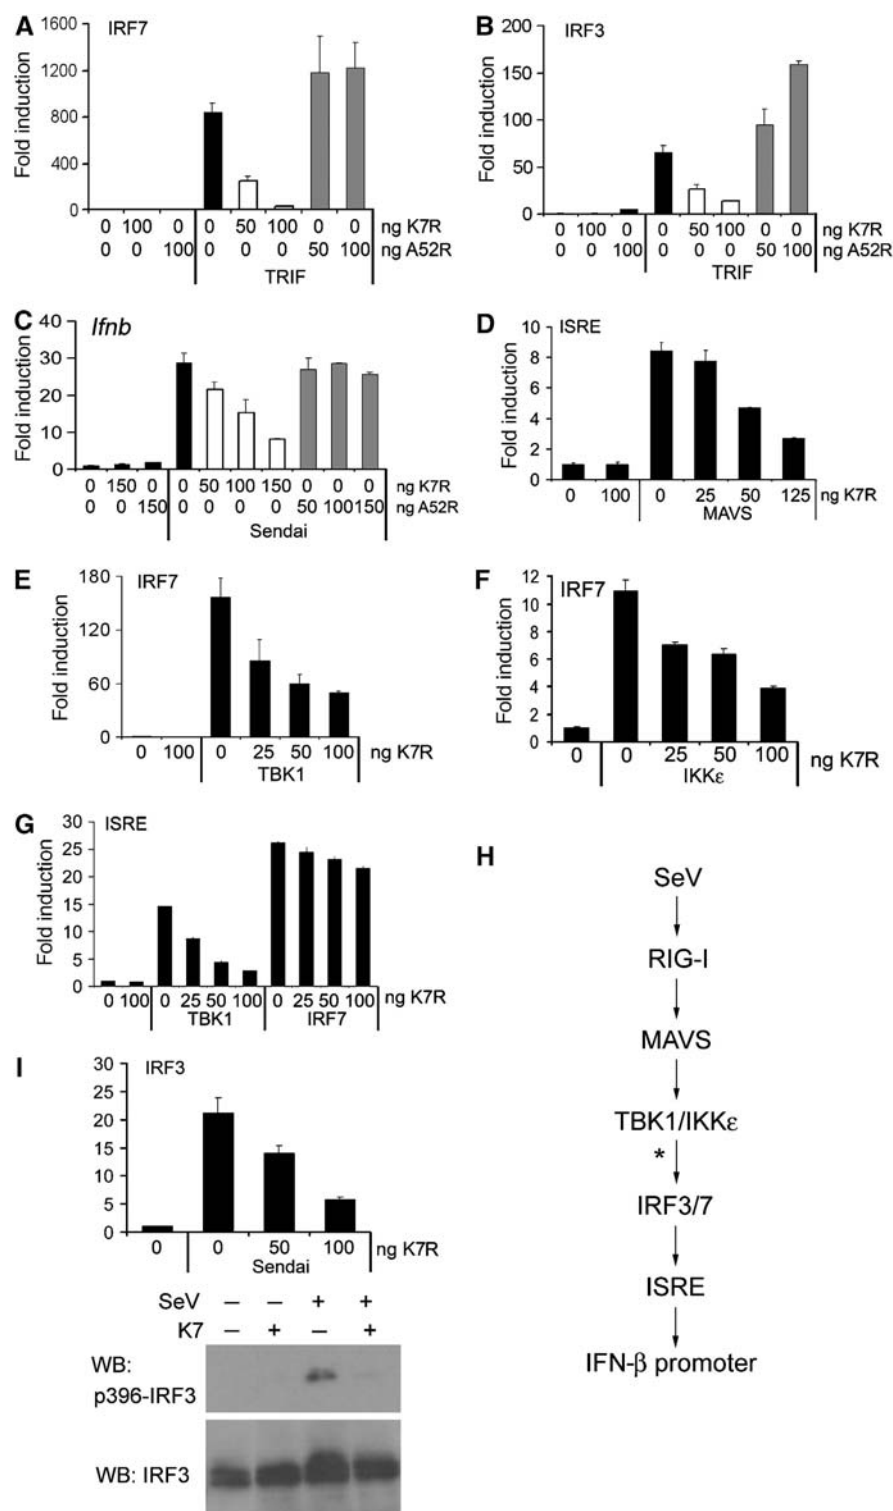 A
IRF7
Fold induction
1600
1200
800
400
0
0 100 0 0 50 100 0 0 ng K7R
0 0 100 0 0 0 50 100 ng A52R
TRIF
B
IRF3
Fold induction
200
150
100
50
0
0 100 0 0 50 100 0 0 ng K7R
0 0 100 0 0 0 50 100 ng A52R
TRIF
C
Ifnb
Fold induction
40
30
20
10
0
0 150 0 0 50 100 150 0 0 0 ng K7R
0 0 150 0 0 0 0 50 100 150 ng A52R
Sendai
D
ISRE
Fold induction
10
8
6
4
2
0
0 100 0 25 50 125 ng K7R
MAVS
E
IRF7
Fold induction
180
120
60
0
0 100 0 25 50 100 ng K7R
TBK1
F
IRF7
Fold induction
12
10
8
6
4
2
0
0 0 25 50 100 ng K7R
IKKε
G
ISRE
Fold induction
30
25
20
15
10
5
0
0 100 0 25 50 100 0 25 50 100 ng K7R
TBK1 IRF7
H
SeV
RIG-I
MAVS
TBK1/IKKε
*
IRF3/7
ISRE
IFN-β promoter
I
IRF3
30
25
20
15
10
5
0
0 0 50 100 ng K7R
Sendai
SeV – – + +
K7 – + – +
WB:
p396-IRF3
WB: IRF3